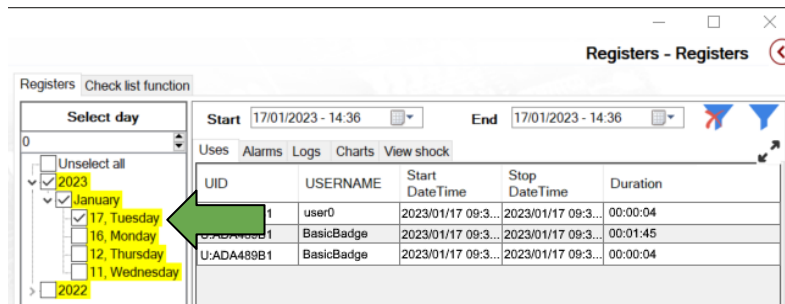 Registers - Registers
Registers Check list function
Select day
Start 17/01/2023 - 14:36 End 17/01/2023 - 14:36
0
Uses Alarms Logs Charts View shock
Unselect all
2023
January
17, Tuesday
16, Monday
12, Thursday
11, Wednesday
2022
UID USERNAME Start DateTime Stop DateTime Duration
1 user0 2023/01/17 09:3... 2023/01/17 09:3... 00:00:04
U:ADA489B1 BasicBadge 2023/01/17 09:3... 2023/01/17 09:3... 00:01:45
U:ADA489B1 BasicBadge 2023/01/17 09:3... 2023/01/17 09:3... 00:00:04